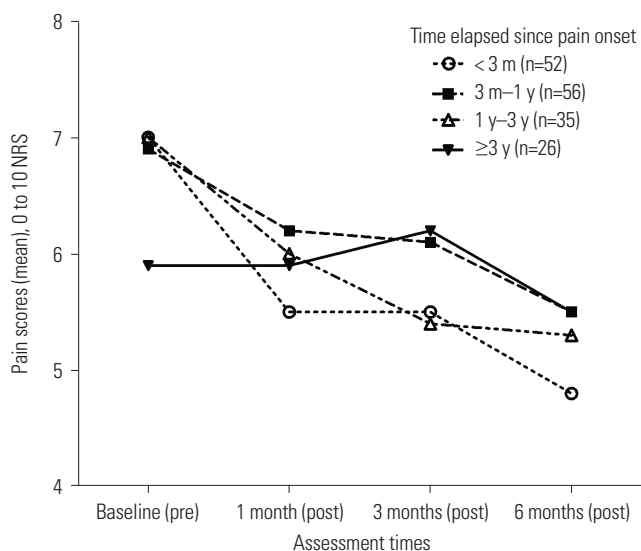 8
7
6
5
4
Pain scores (mean), 0 to 10 NRS
Time elapsed since pain onset
< 3 m (n=52)
3 m–1 y (n=56)
1 y–3 y (n=35)
≥3 y (n=26)
Baseline (pre) 1 month (post) 3 months (post) 6 months (post)
Assessment times